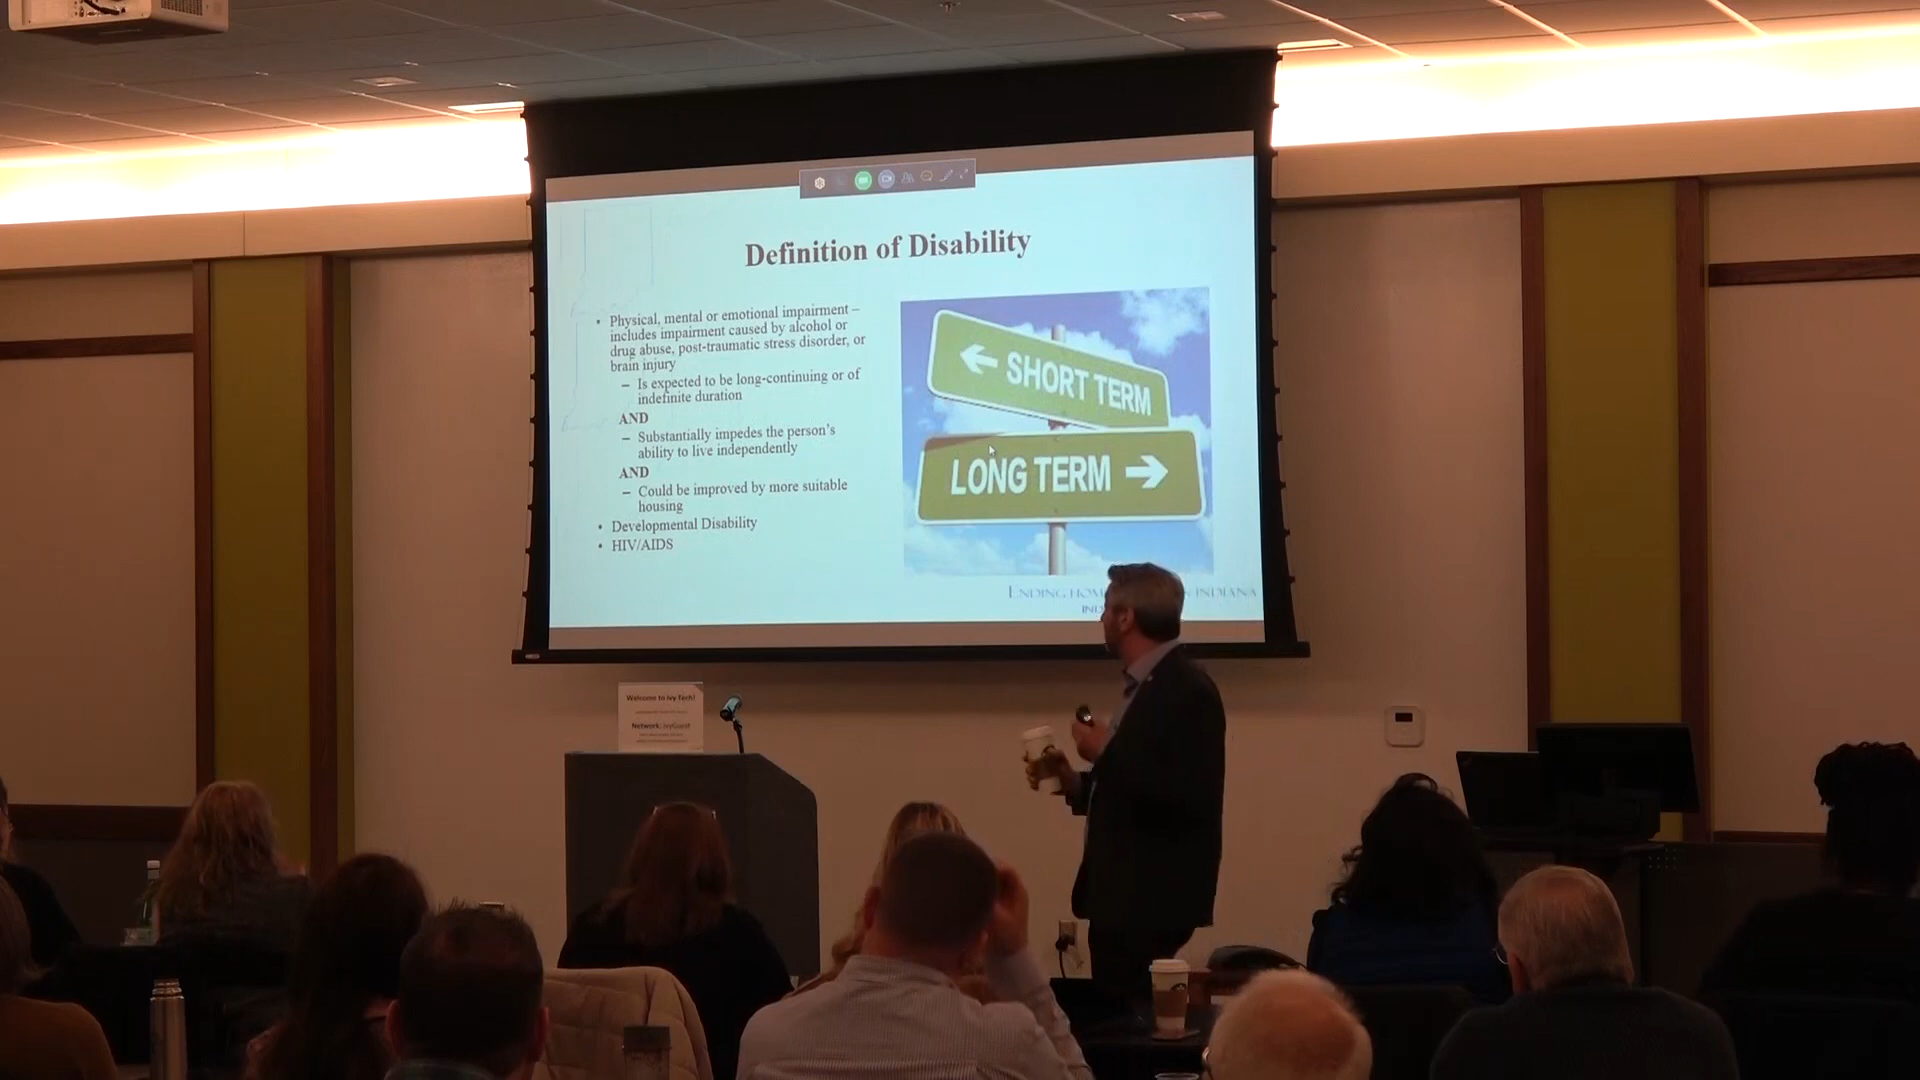 Definition of Disability
• Physical, mental or emotional impairment –
includes impairment caused by alcohol or
drug abuse, post-traumatic stress disorder, or
brain injury
– Is expected to be long-continuing or of
indefinite duration
AND
– Substantially impedes the person's
ability to live independently
AND
– Could be improved by more suitable
housing
• Developmental Disability
• HIV/AIDS
← SHORT TERM
LONG TERM →
ENDING INDIANA
Welcome to Ivy Tech!
Network: IvyGuest